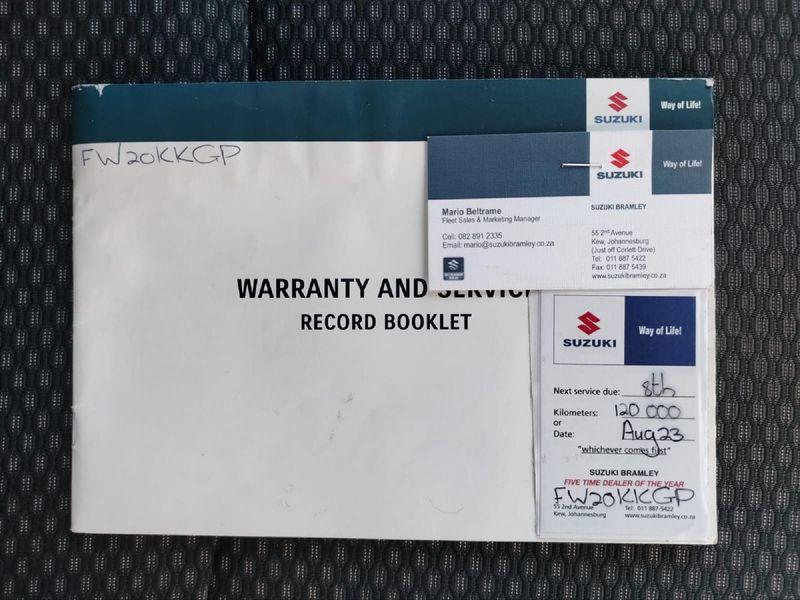 SUZUKI
Way of Life!
FW20KKGP
SUZUKI
Way of Life!
Mario Beltrame
Fleet Sales & Marketing Manager
Cell: 082 891 2335
Email: mario@suzukibramley.co.za
SUZUKI BRAMLEY
55 2nd Avenue
Kew, Johannesburg
(Just off Corlett Drive)
Tel: 011 887 5422
Fax: 011 887 5439
www.suzukibramley.co.za
WARRANTY AND SERVICE
RECORD BOOKLET
SUZUKI
Way of Life!
Next service due: 8th
Kilometers: 120 000
or
Date: Aug 23
"whichever comes first"
SUZUKI BRAMLEY
FIVE TIME DEALER OF THE YEAR
FW20KKGP
55 2nd Avenue Tel: 011 887-5422
Kew, Johannesburg www.suzukibramley.co.za